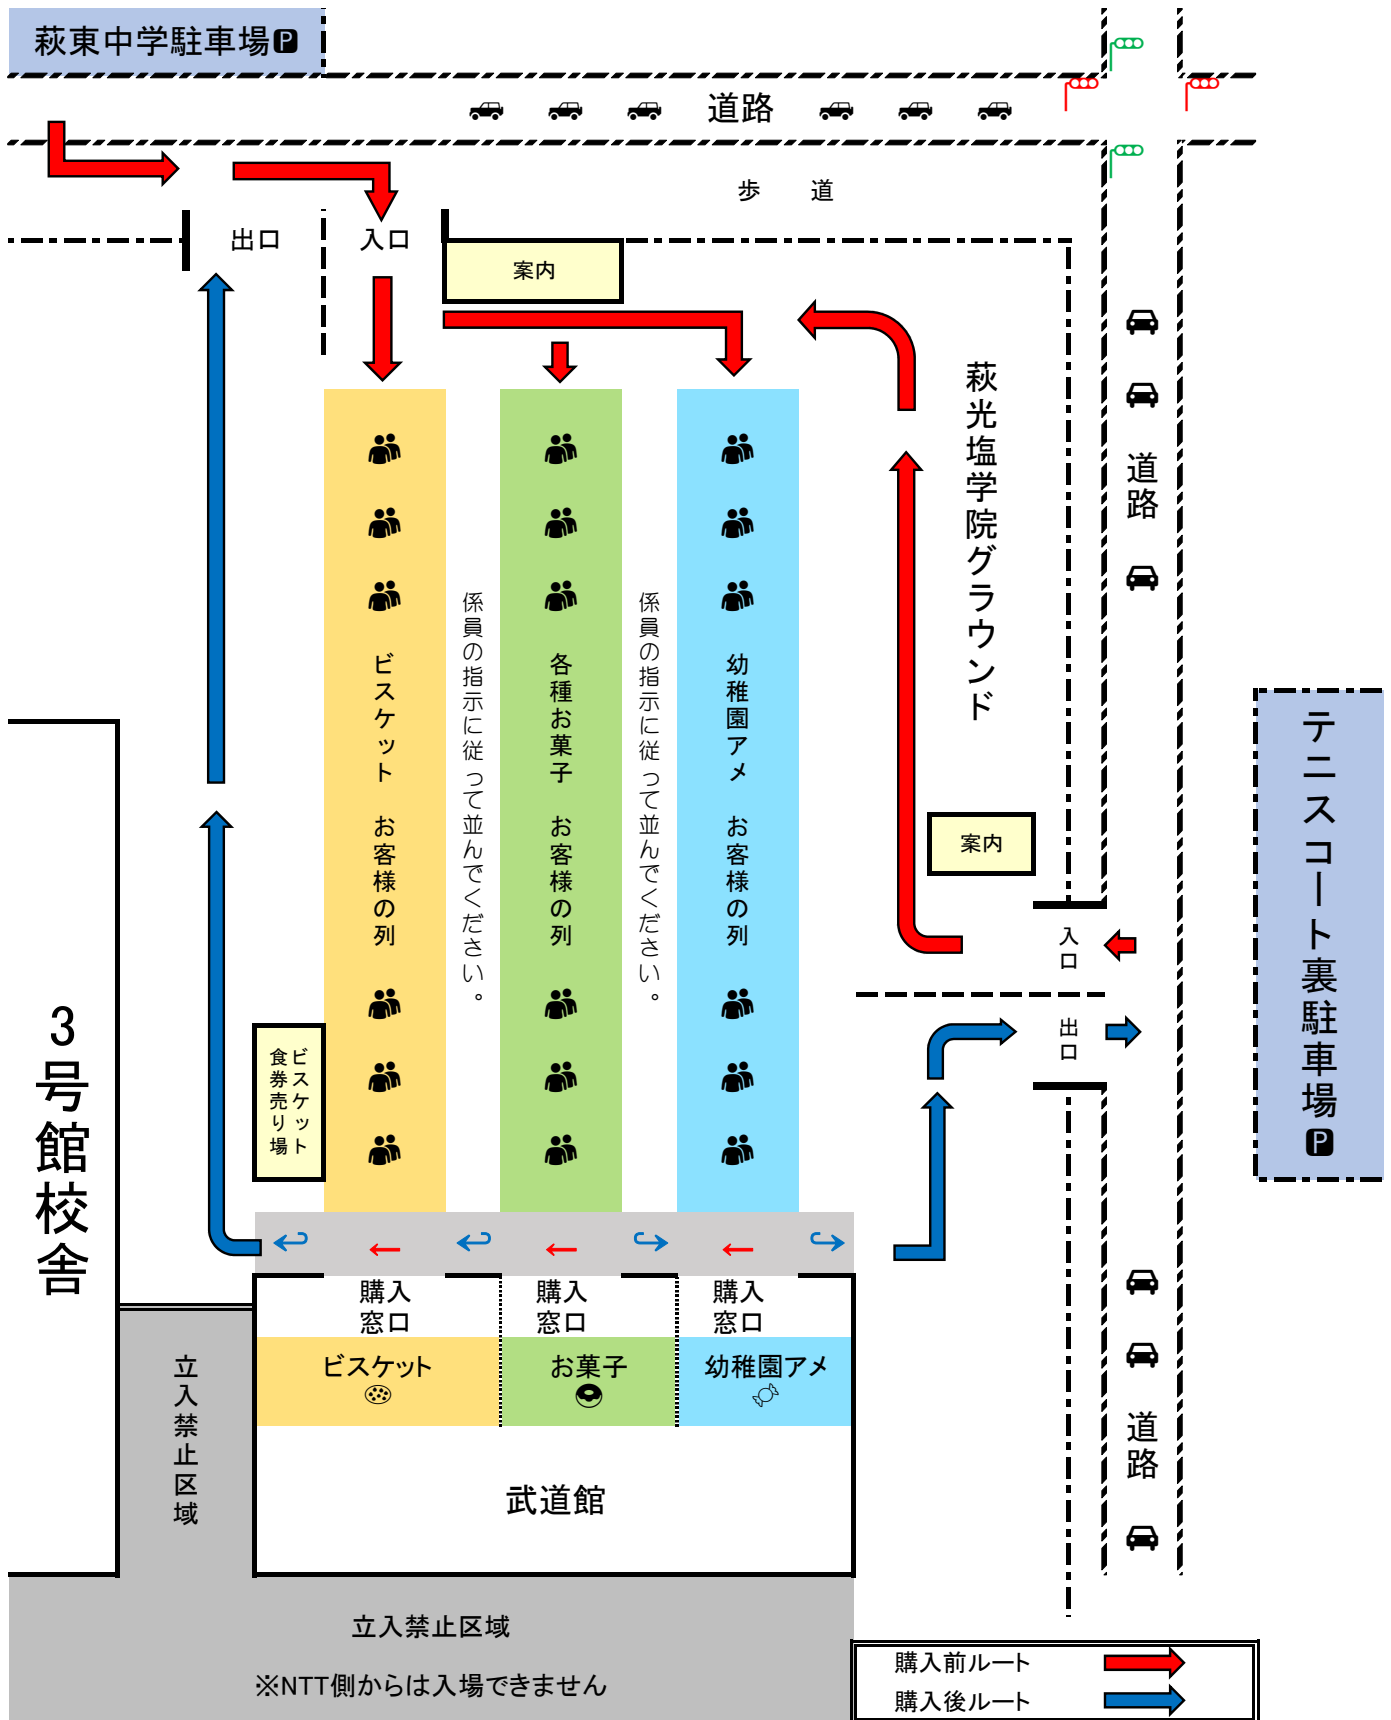 萩東中学駐車場🅿
道路
歩　道
出口
入口
案内
萩光塩学院グラウンド
道路
ビスケット　お客様の列
係員の指示に従って並んでください。
各種お菓子　お客様の列
係員の指示に従って並んでください。
幼稚園アメ　お客様の列
案内
入口
出口
テニスコート裏駐車場🅿
3号館校舎
ビスケット
食券売り場
購入
窓口
購入
窓口
購入
窓口
ビスケット
お菓子
幼稚園アメ
武道館
道路
立入禁止区域
立入禁止区域
※NTT側からは入場できません
購入前ルート
購入後ルート